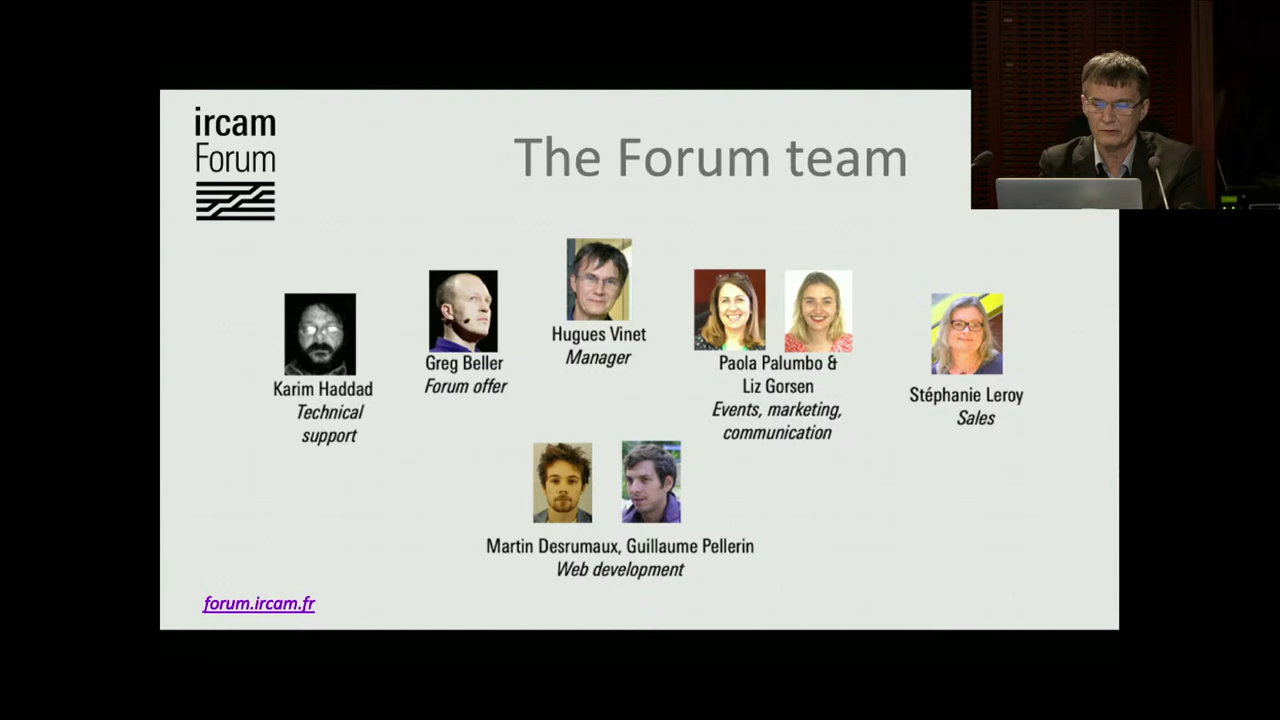 ircam
Forum
The Forum team
Hugues Vinet
Manager
Greg Beller
Forum offer
Paola Palumbo &
Liz Gorsen
Events, marketing,
communication
Karim Haddad
Technical
support
Stéphanie Leroy
Sales
Martin Desrumaux, Guillaume Pellerin
Web development
forum.ircam.fr